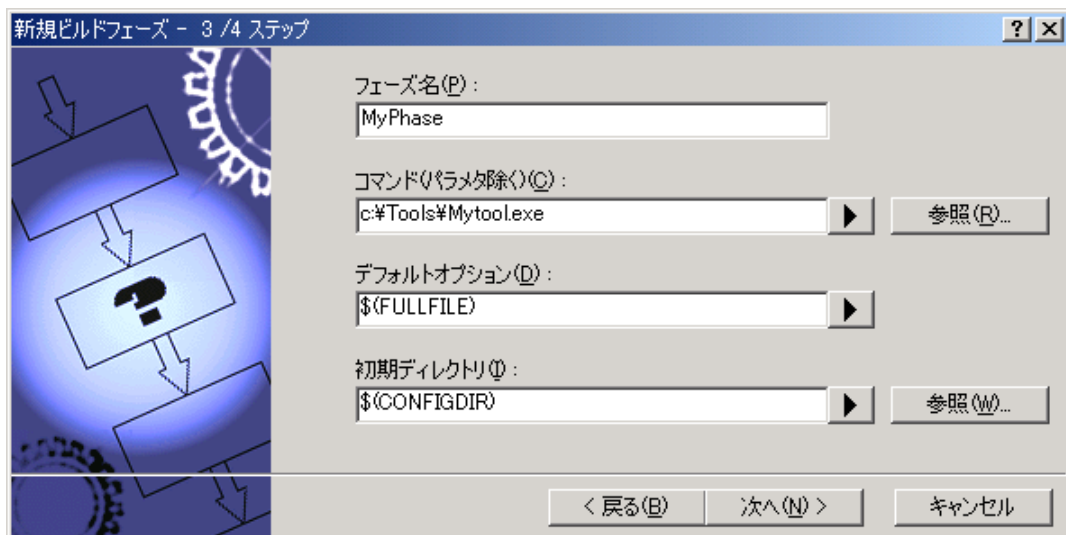 新規ビルドフェーズ - 3 /4 ステップ
フェーズ名(P) :
MyPhase
コマンド(パラメタ除く)(C) :
c:¥Tools¥Mytool.exe
参照(R)...
デフォルトオプション(D) :
$(FULLFILE)
初期ディレクトリ(I) :
$(CONFIGDIR)
参照(W)...
< 戻る(B)
次へ(N) >
キャンセル